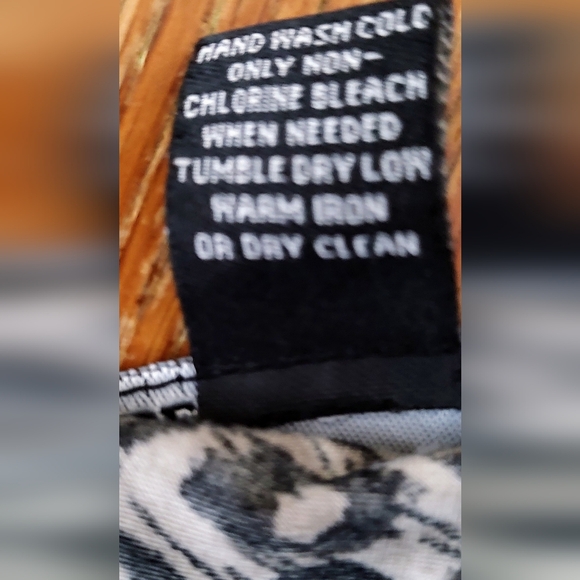 HAND WASH COLD
ONLY NON-
CHLORINE BLEACH
WHEN NEEDED
TUMBLE DRY LOW
WARM IRON
OR DRY CLEAN